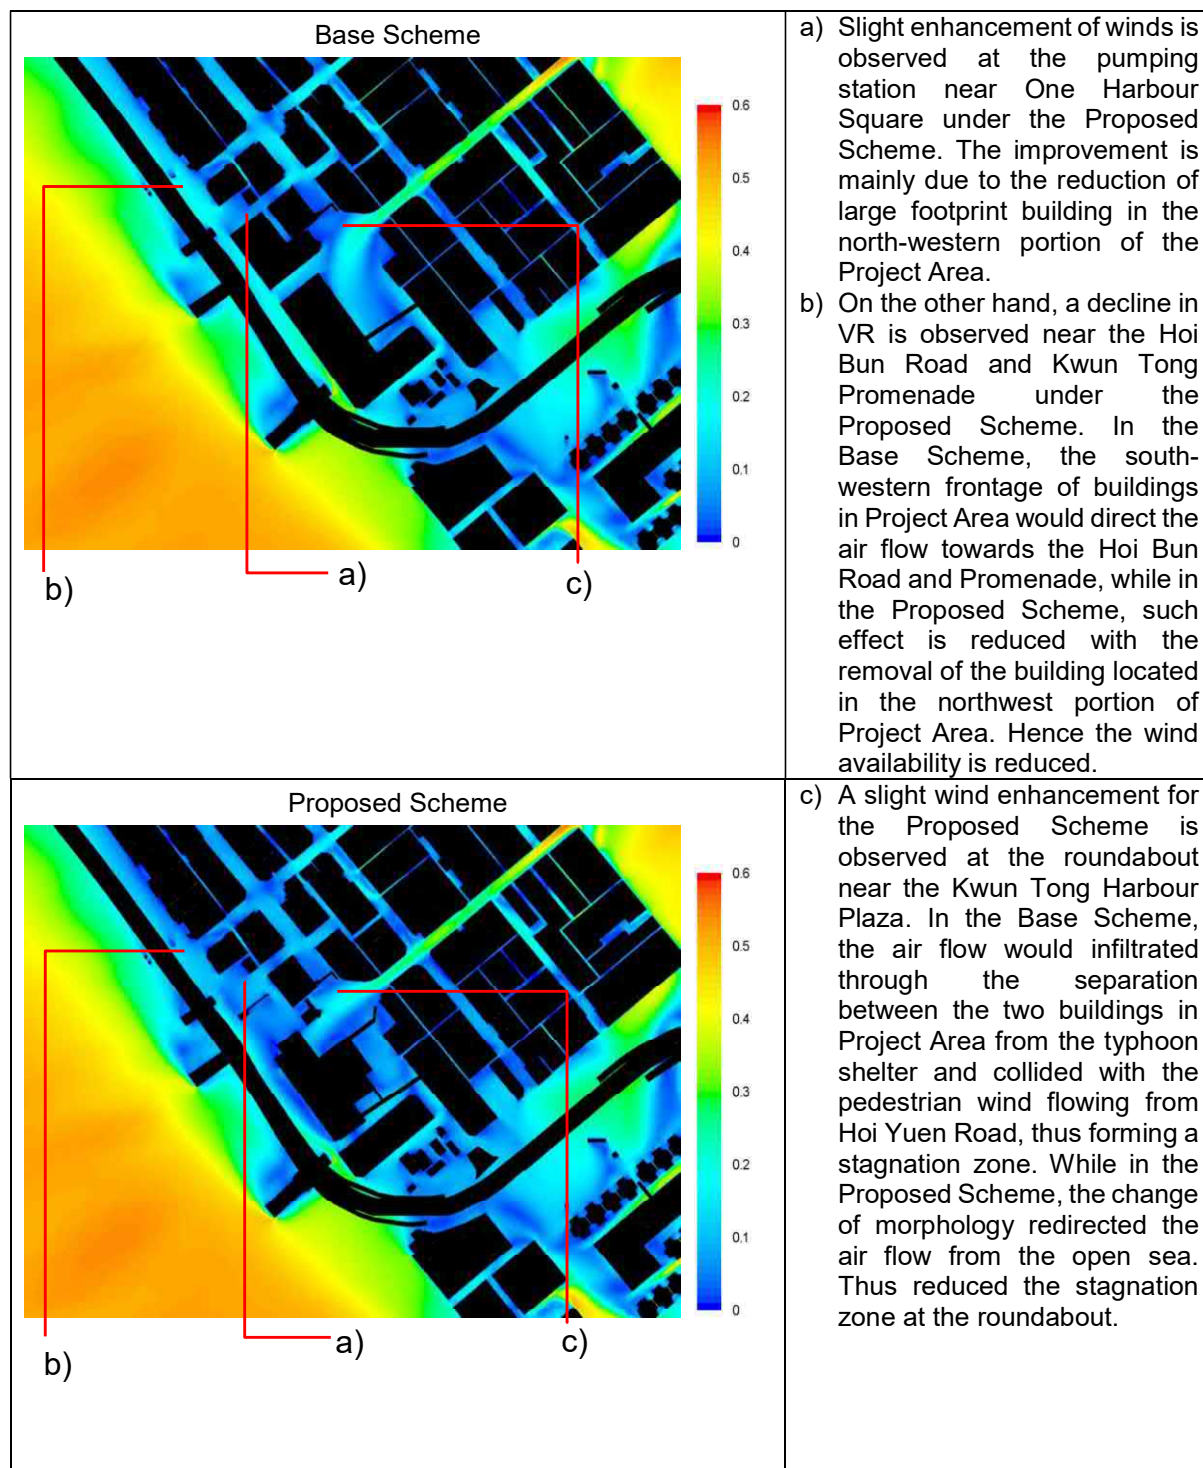 Base Scheme
0.6
0.5
0.4
0.3
0.2
0.1
0
b)
a)
c)
a) Slight enhancement of winds is
observed at the pumping
station near One Harbour
Square under the Proposed
Scheme. The improvement is
mainly due to the reduction of
large footprint building in the
north-western portion of the
Project Area.
b) On the other hand, a decline in
VR is observed near the Hoi
Bun Road and Kwun Tong
Promenade under the
Proposed Scheme. In the
Base Scheme, the south-
western frontage of buildings
in Project Area would direct the
air flow towards the Hoi Bun
Road and Promenade, while in
the Proposed Scheme, such
effect is reduced with the
removal of the building located
in the northwest portion of
Project Area. Hence the wind
availability is reduced.
Proposed Scheme
0.6
0.5
0.4
0.3
0.2
0.1
0
b)
a)
c)
c) A slight wind enhancement for
the Proposed Scheme is
observed at the roundabout
near the Kwun Tong Harbour
Plaza. In the Base Scheme,
the air flow would infiltrated
through the separation
between the two buildings in
Project Area from the typhoon
shelter and collided with the
pedestrian wind flowing from
Hoi Yuen Road, thus forming a
stagnation zone. While in the
Proposed Scheme, the change
of morphology redirected the
air flow from the open sea.
Thus reduced the stagnation
zone at the roundabout.